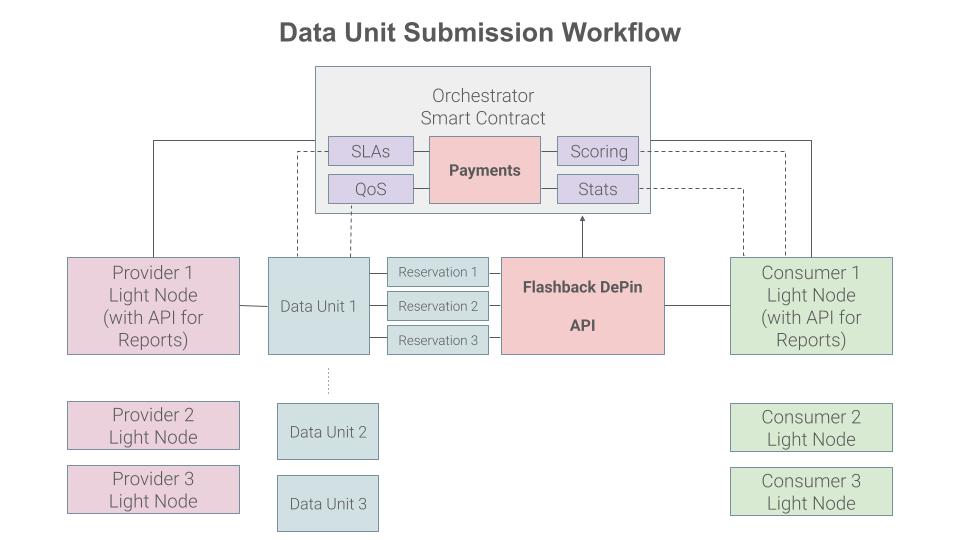 Data Unit Submission Workflow
Orchestrator
Smart Contract
SLAs
Payments
Scoring
QoS
Stats
Provider 1
Light Node
(with API for
Reports)
Data Unit 1
Reservation 1
Reservation 2
Reservation 3
Flashback DePin
API
Consumer 1
Light Node
(with API for
Reports)
Provider 2
Light Node
Data Unit 2
Consumer 2
Light Node
Provider 3
Light Node
Data Unit 3
Consumer 3
Light Node